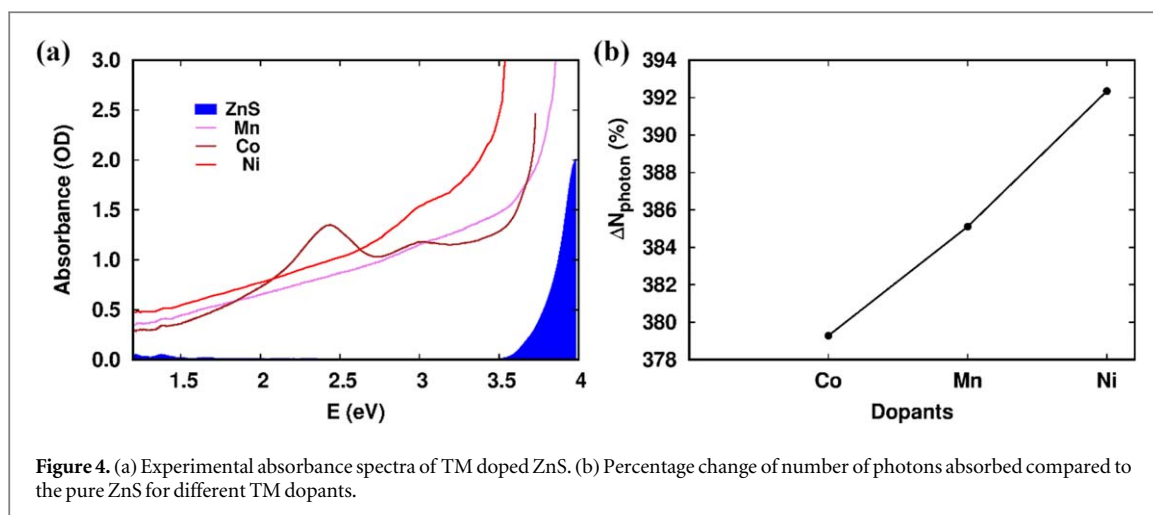 (a)
3.0
2.5
2.0
1.5
1.0
0.5
0.0
Absorbance (OD)
ZnS
Mn
Co
Ni
1.5 2 2.5 3 3.5 4
E (eV)
(b)
394
392
390
388
386
384
382
380
378
ΔNphoton (%)
Co Mn Ni
Dopants
Figure 4. (a) Experimental absorbance spectra of TM doped ZnS. (b) Percentage change of number of photons absorbed compared to
the pure ZnS for different TM dopants.